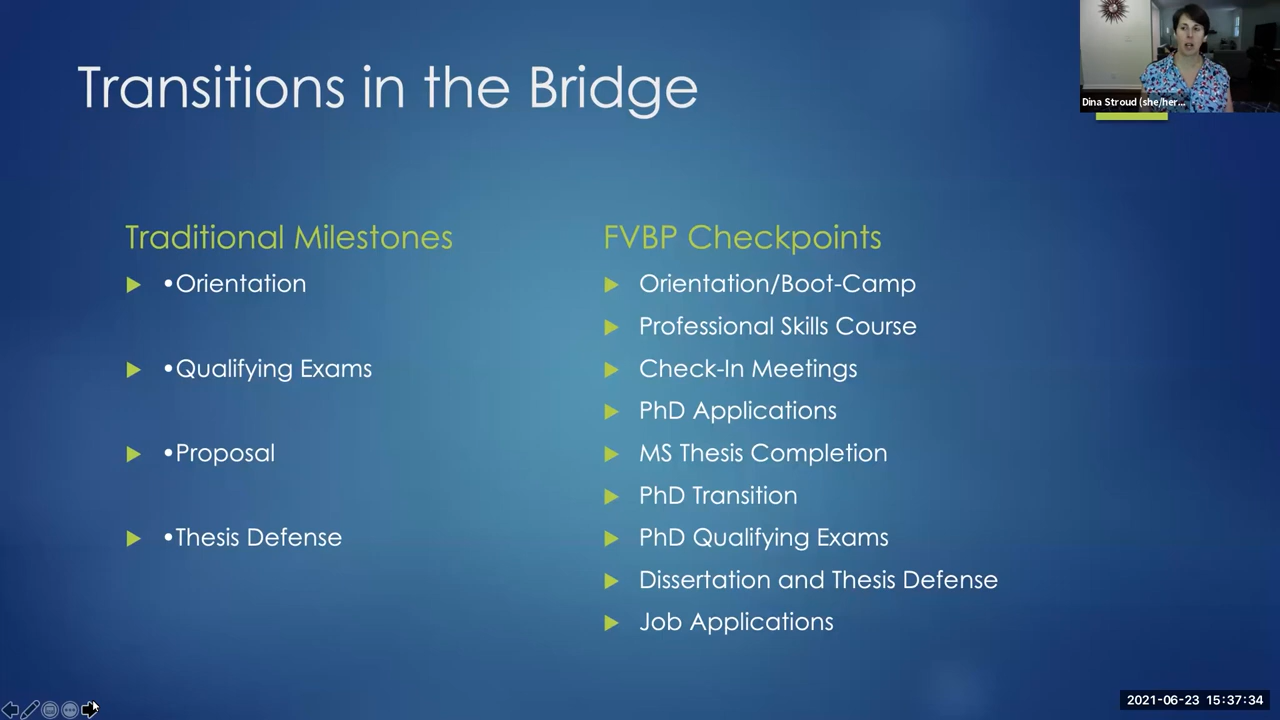 Transitions in the Bridge
Dina Stroud (she/her...
Traditional Milestones
•Orientation
•Qualifying Exams
•Proposal
•Thesis Defense
FVBP Checkpoints
Orientation/Boot-Camp
Professional Skills Course
Check-In Meetings
PhD Applications
MS Thesis Completion
PhD Transition
PhD Qualifying Exams
Dissertation and Thesis Defense
Job Applications
2021-06-23 15:37:34